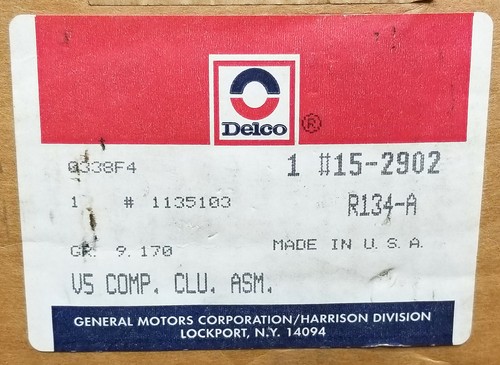 Delco ®
0338F4
1 #15-2902
1 # 1135103
R134-A
GR. 9.170
MADE IN U.S.A.
V5 COMP. CLU. ASM.
GENERAL MOTORS CORPORATION/HARRISON DIVISION
LOCKPORT, N.Y. 14094